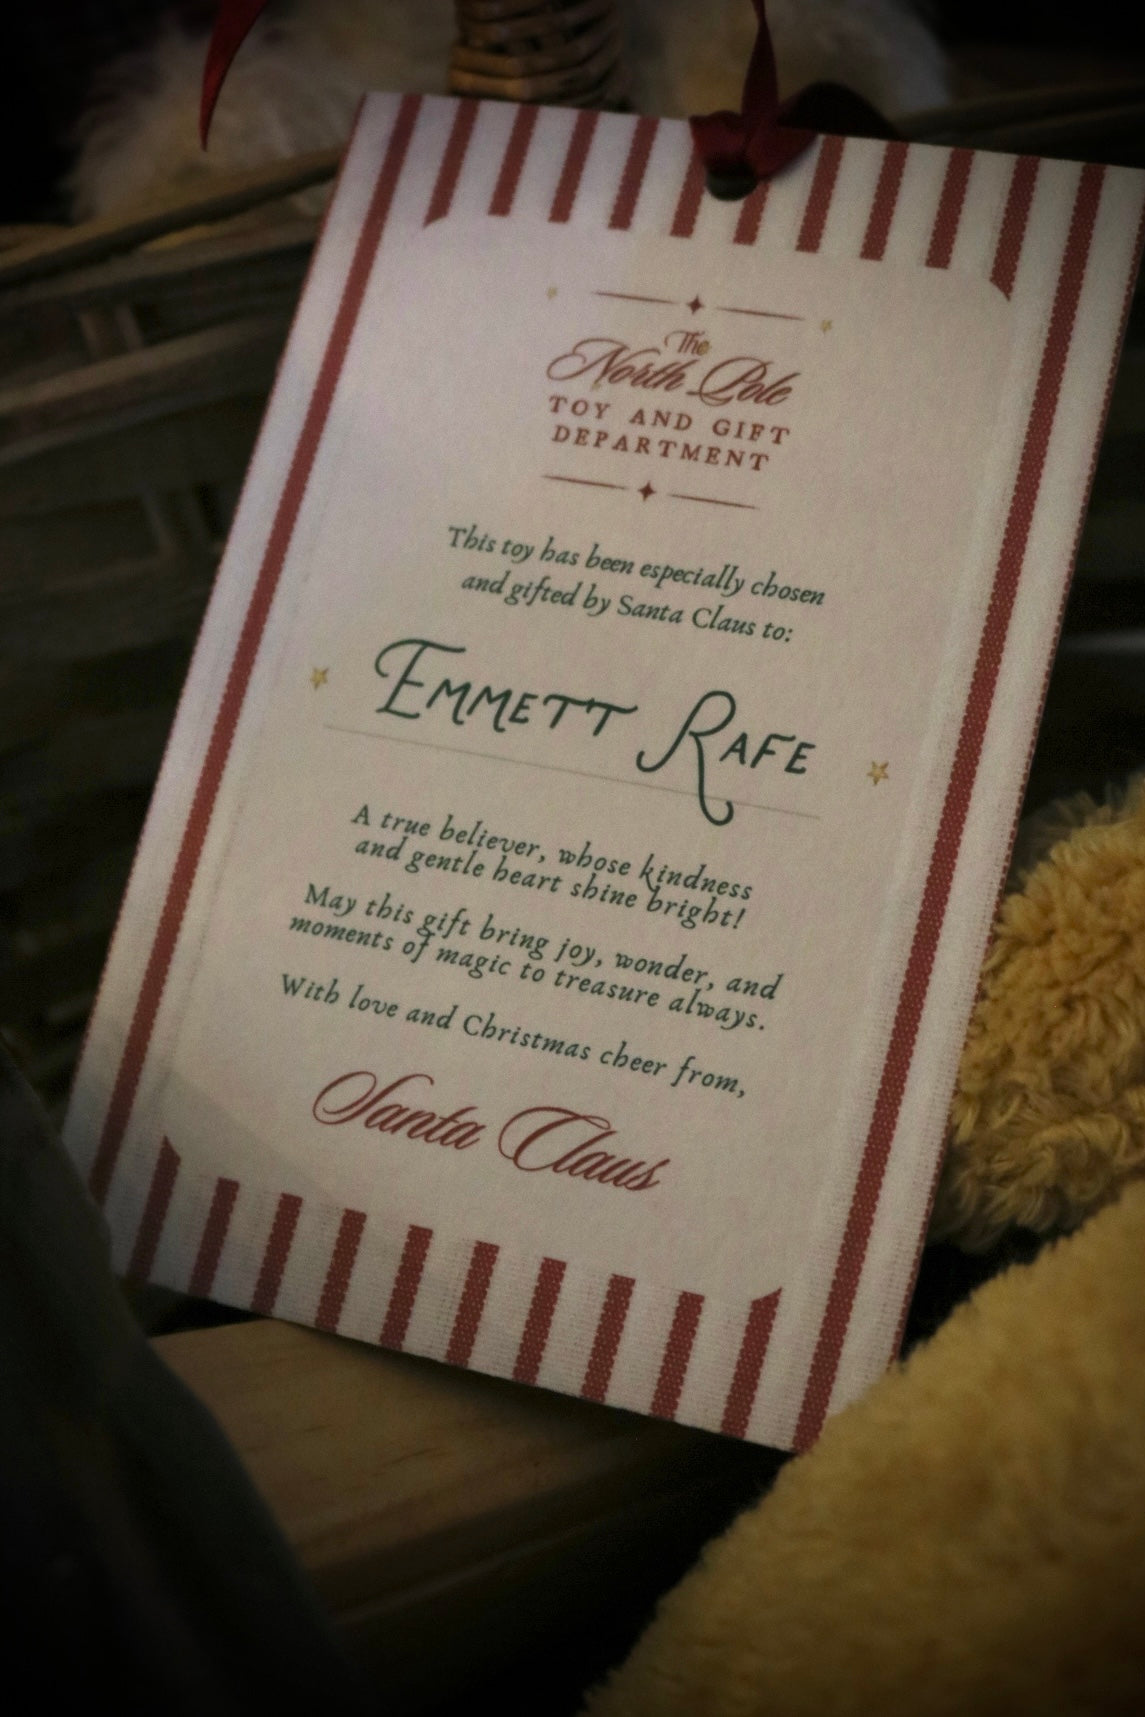 The
North Pole
TOY AND GIFT
DEPARTMENT
This toy has been especially chosen
and gifted by Santa Claus to:
EMMETT RAFE
A true believer, whose kindness
and gentle heart shine bright!
May this gift bring joy, wonder, and
moments of magic to treasure always.
With love and Christmas cheer from,
Santa Claus